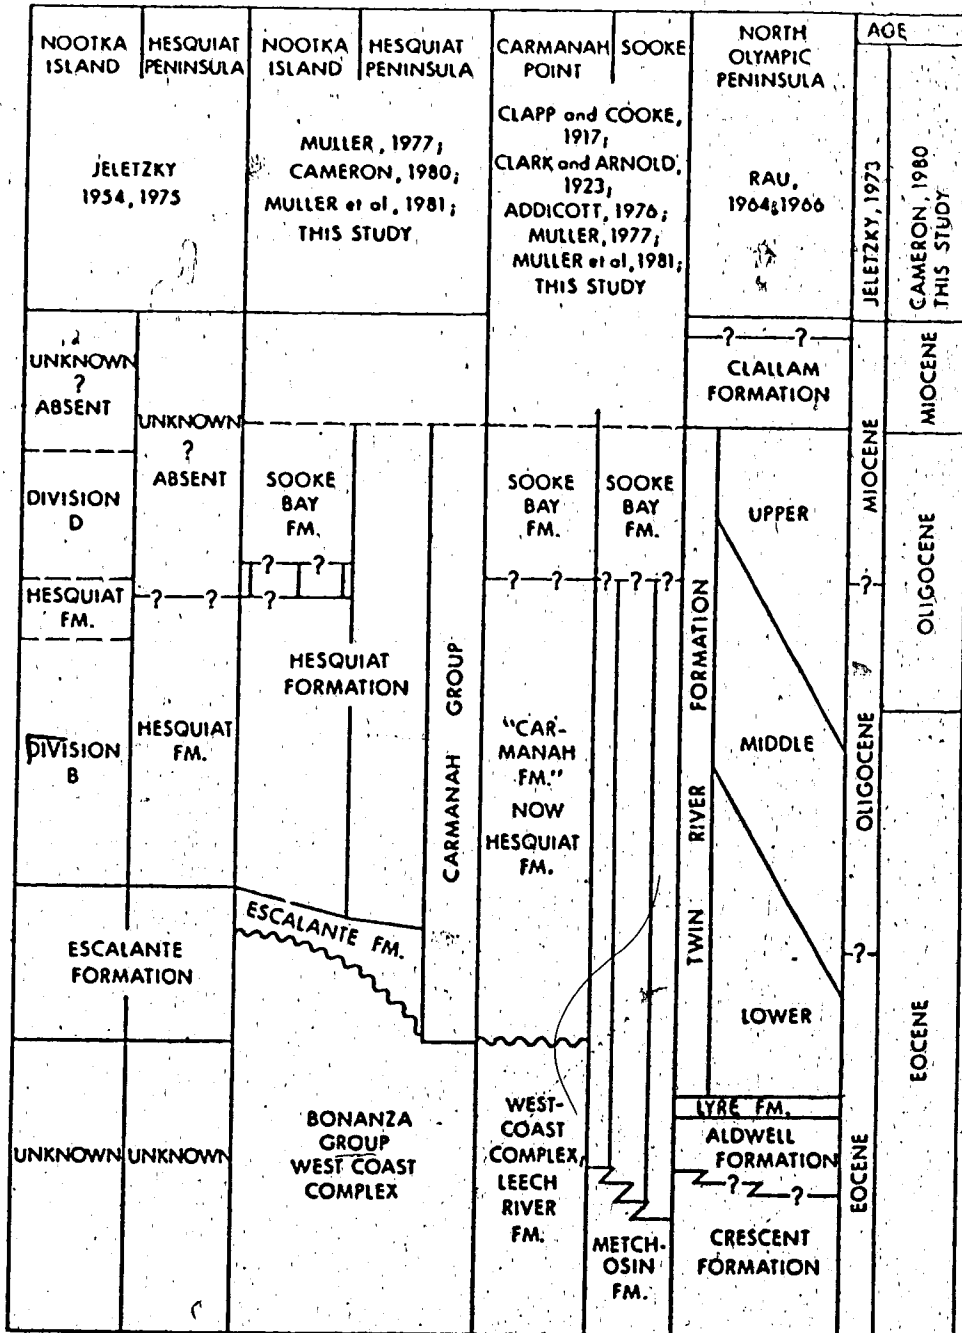 NOOTKA ISLAND
HESQUIAT PENINSULA
NOOTKA ISLAND
HESQUIAT PENINSULA
CARMANAH POINT
SOOKE
NORTH OLYMPIC PENINSULA
AGE
JELETZKY
1954, 1975
MULLER, 1977;
CAMERON, 1980;
MULLER et al, 1981;
THIS STUDY
CLAPP and COOKE,
1917;
CLARK and ARNOLD,
1923;
ADDICOTT, 1976;
MULLER, 1977;
MULLER et al, 1981;
THIS STUDY
RAU,
1964, 1966
JELETZKY, 1973
CAMERON, 1980
THIS STUDY
UNKNOWN
?
ABSENT
DIVISION
D
HESQUIAT
FM.
DIVISION
B
UNKNOWN
?
ABSENT
? ?
HESQUIAT
FM.
ESCALANTE
FORMATION
UNKNOWN
UNKNOWN
SOOKE
BAY
FM.
? ?
?
HESQUIAT
FORMATION
ESCALANTE FM.
CARMANAH GROUP
BONANZA
GROUP
WEST COAST
COMPLEX
SOOKE
BAY
FM.
? ?
"CAR-
MANAH
FM."
NOW
HESQUIAT
FM.
WEST-
COAST
COMPLEX,
LEECH
RIVER
FM.
SOOKE
BAY
FM.
? ? ?
METCH-
OSIN
FM.
? ?
CLALLAM
FORMATION
TWIN RIVER FORMATION
UPPER
MIDDLE
LOWER
LYRE FM.
ALDWELL
FORMATION
? ?
CRESCENT
FORMATION
MIOCENE
?
OLIGOCENE
?
EOCENE
MIOCENE
OLIGOCENE
EOCENE